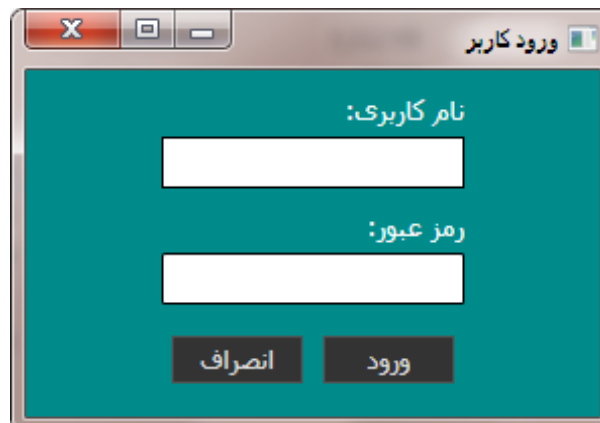 ورود کاربر
نام کاربری:
رمز عبور:
ورود انصراف